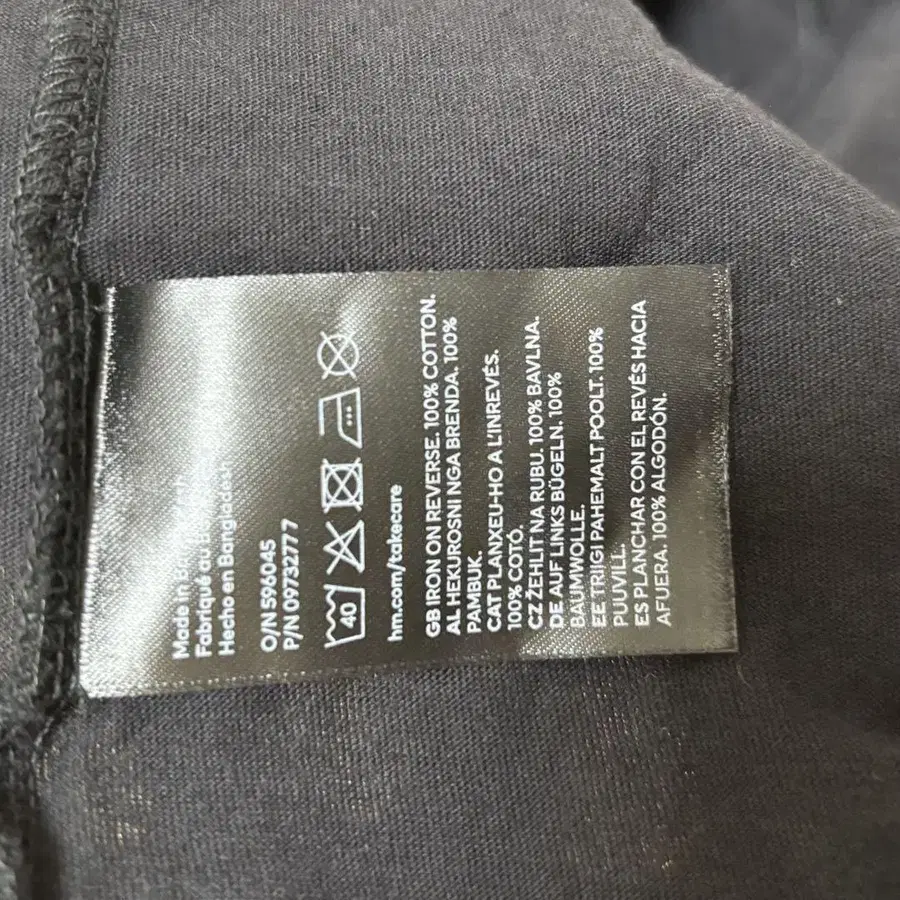 Made in
Fabriqué au
Hecho en Bangladesh
O/N 596045
P/N 0973277 7
40
hm.com/takecare
GB IRON ON REVERSE. 100% COTTON.
AL HEKUROSNI NGA BRENDA. 100%
PAMBUK.
CAT PLANXEU-HO A L'INREVÉS.
100% COTÓ.
CZ ŽEHLIT NA RUBU. 100% BAVLNA.
DE AUF LINKS BÜGELN. 100%
BAUMWOLLE.
EE TRIIGI PAHEMALT POOLT. 100%
PUUVILL.
ES PLANCHAR CON EL REVÉS HACIA
AFUERA. 100% ALGODÓN.